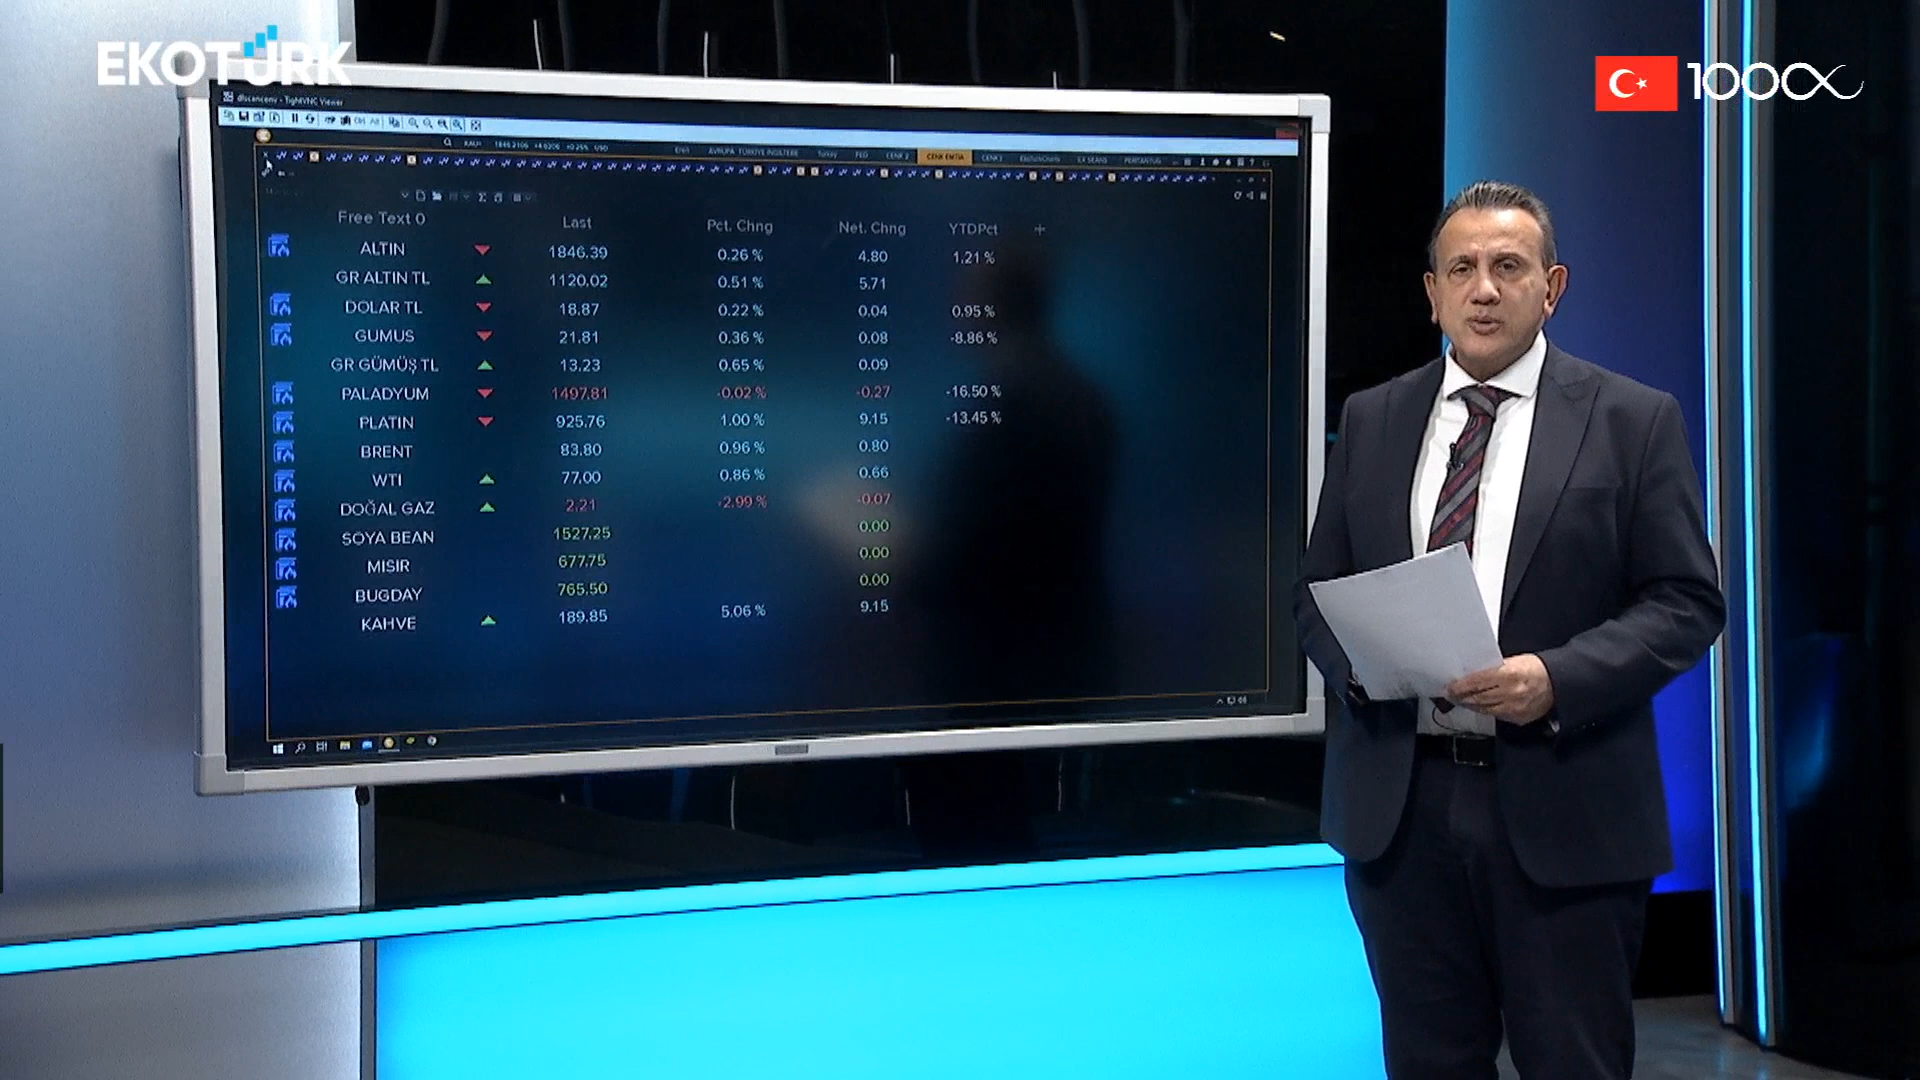 EKOTÜRK
100
dlscanconv - TightVNC Viewer
CENK EMTIA
Free Text 0 Last Pct. Chng Net. Chng YTDPct +
ALTIN 1846.39 0.26 % 4.80 1.21 %
GR ALTIN TL 1120.02 0.51 % 5.71
DOLAR TL 18.87 0.22 % 0.04 0.95 %
GUMUS 21.81 0.36 % 0.08 -8.86 %
GR GÜMÜŞ TL 13.23 0.65 % 0.09
PALADYUM 1497.81 -0.02 % -0.27 -16.50 %
PLATIN 925.76 1.00 % 9.15 -13.45 %
BRENT 83.80 0.96 % 0.80
WTI 77.00 0.86 % 0.66
DOĞAL GAZ 2.21 -2.99 % -0.07
SOYA BEAN 1527.25 0.00
MISIR 677.75 0.00
BUGDAY 765.50 0.00
KAHVE 189.85 5.06 % 9.15